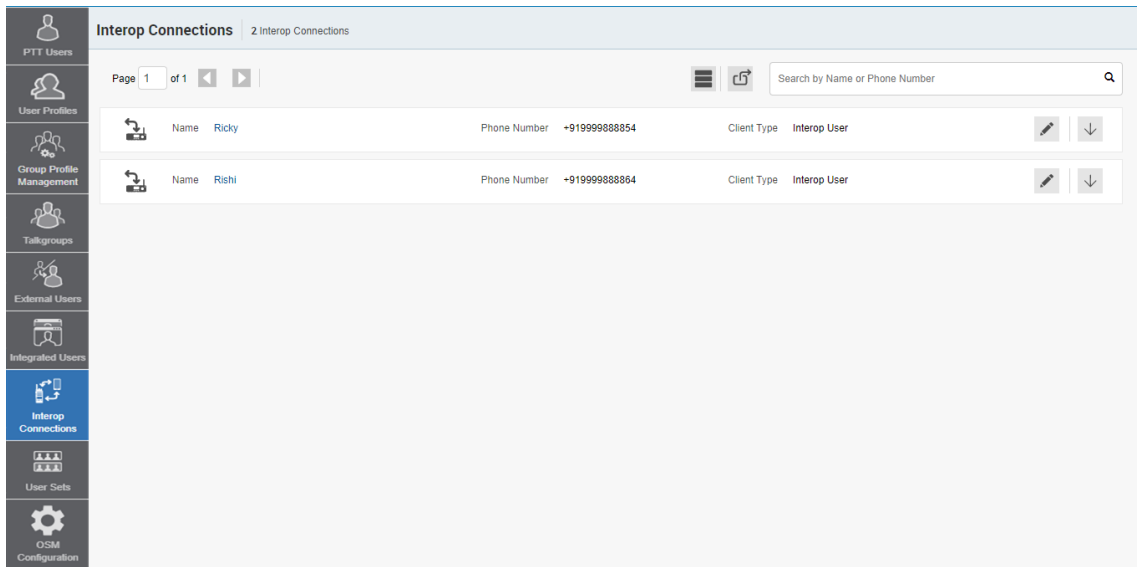 PTT Users
User Profiles
Group Profile
Management
Talkgroups
External Users
Integrated Users
Interop
Connections
User Sets
OSM
Configuration
Interop Connections 2 Interop Connections
Page 1 of 1 Search by Name or Phone Number
Name Ricky Phone Number +919999888854 Client Type Interop User
Name Rishi Phone Number +919999888864 Client Type Interop User